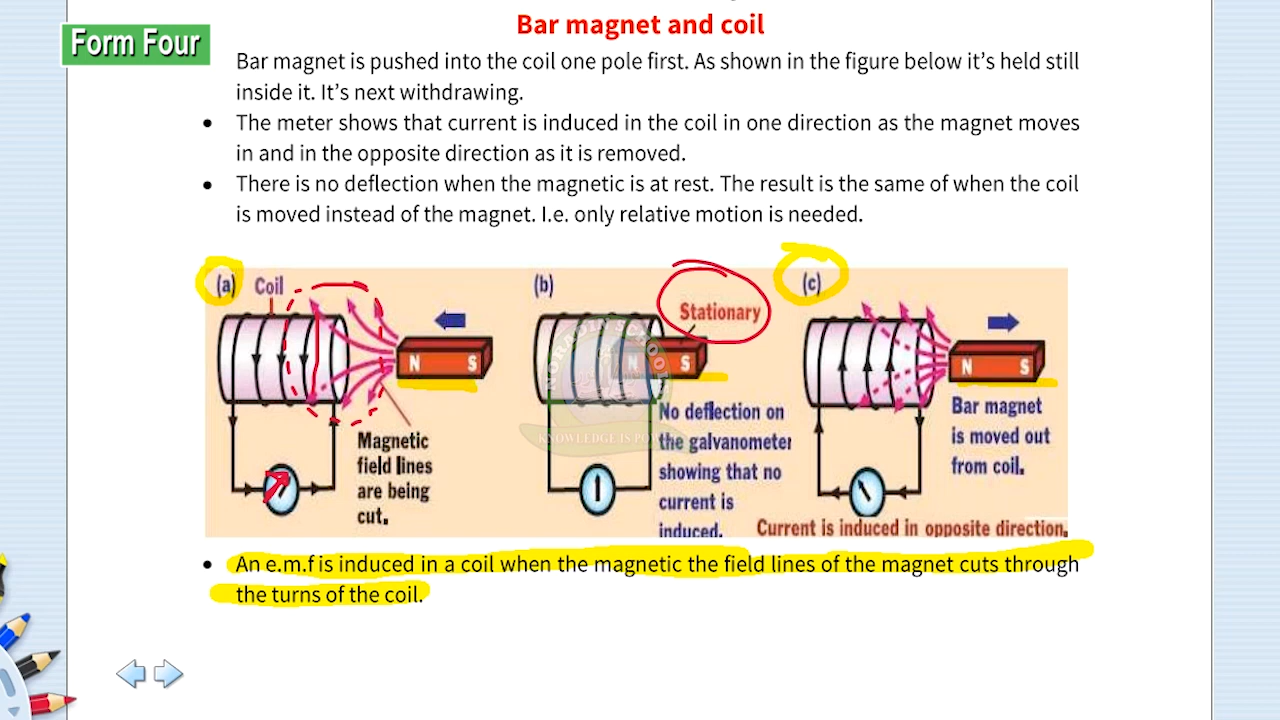 Bar magnet and coil
Form Four
Bar magnet is pushed into the coil one pole first. As shown in the figure below it's held still
inside it. It's next withdrawing.
• The meter shows that current is induced in the coil in one direction as the magnet moves
in and in the opposite direction as it is removed.
• There is no deflection when the magnetic is at rest. The result is the same of when the coil
is moved instead of the magnet. I.e. only relative motion is needed.
(a) Coil
N S
Magnetic
field lines
are being
cut.
(b)
Stationary
N S
No deflection on
the galvanometer
showing that no
current is
induced.
(c)
N S
Bar magnet
is moved out
from coil.
Current is induced in opposite direction.
KNOWLEDGE IS
• An e.m.f is induced in a coil when the magnetic the field lines of the magnet cuts through
the turns of the coil.